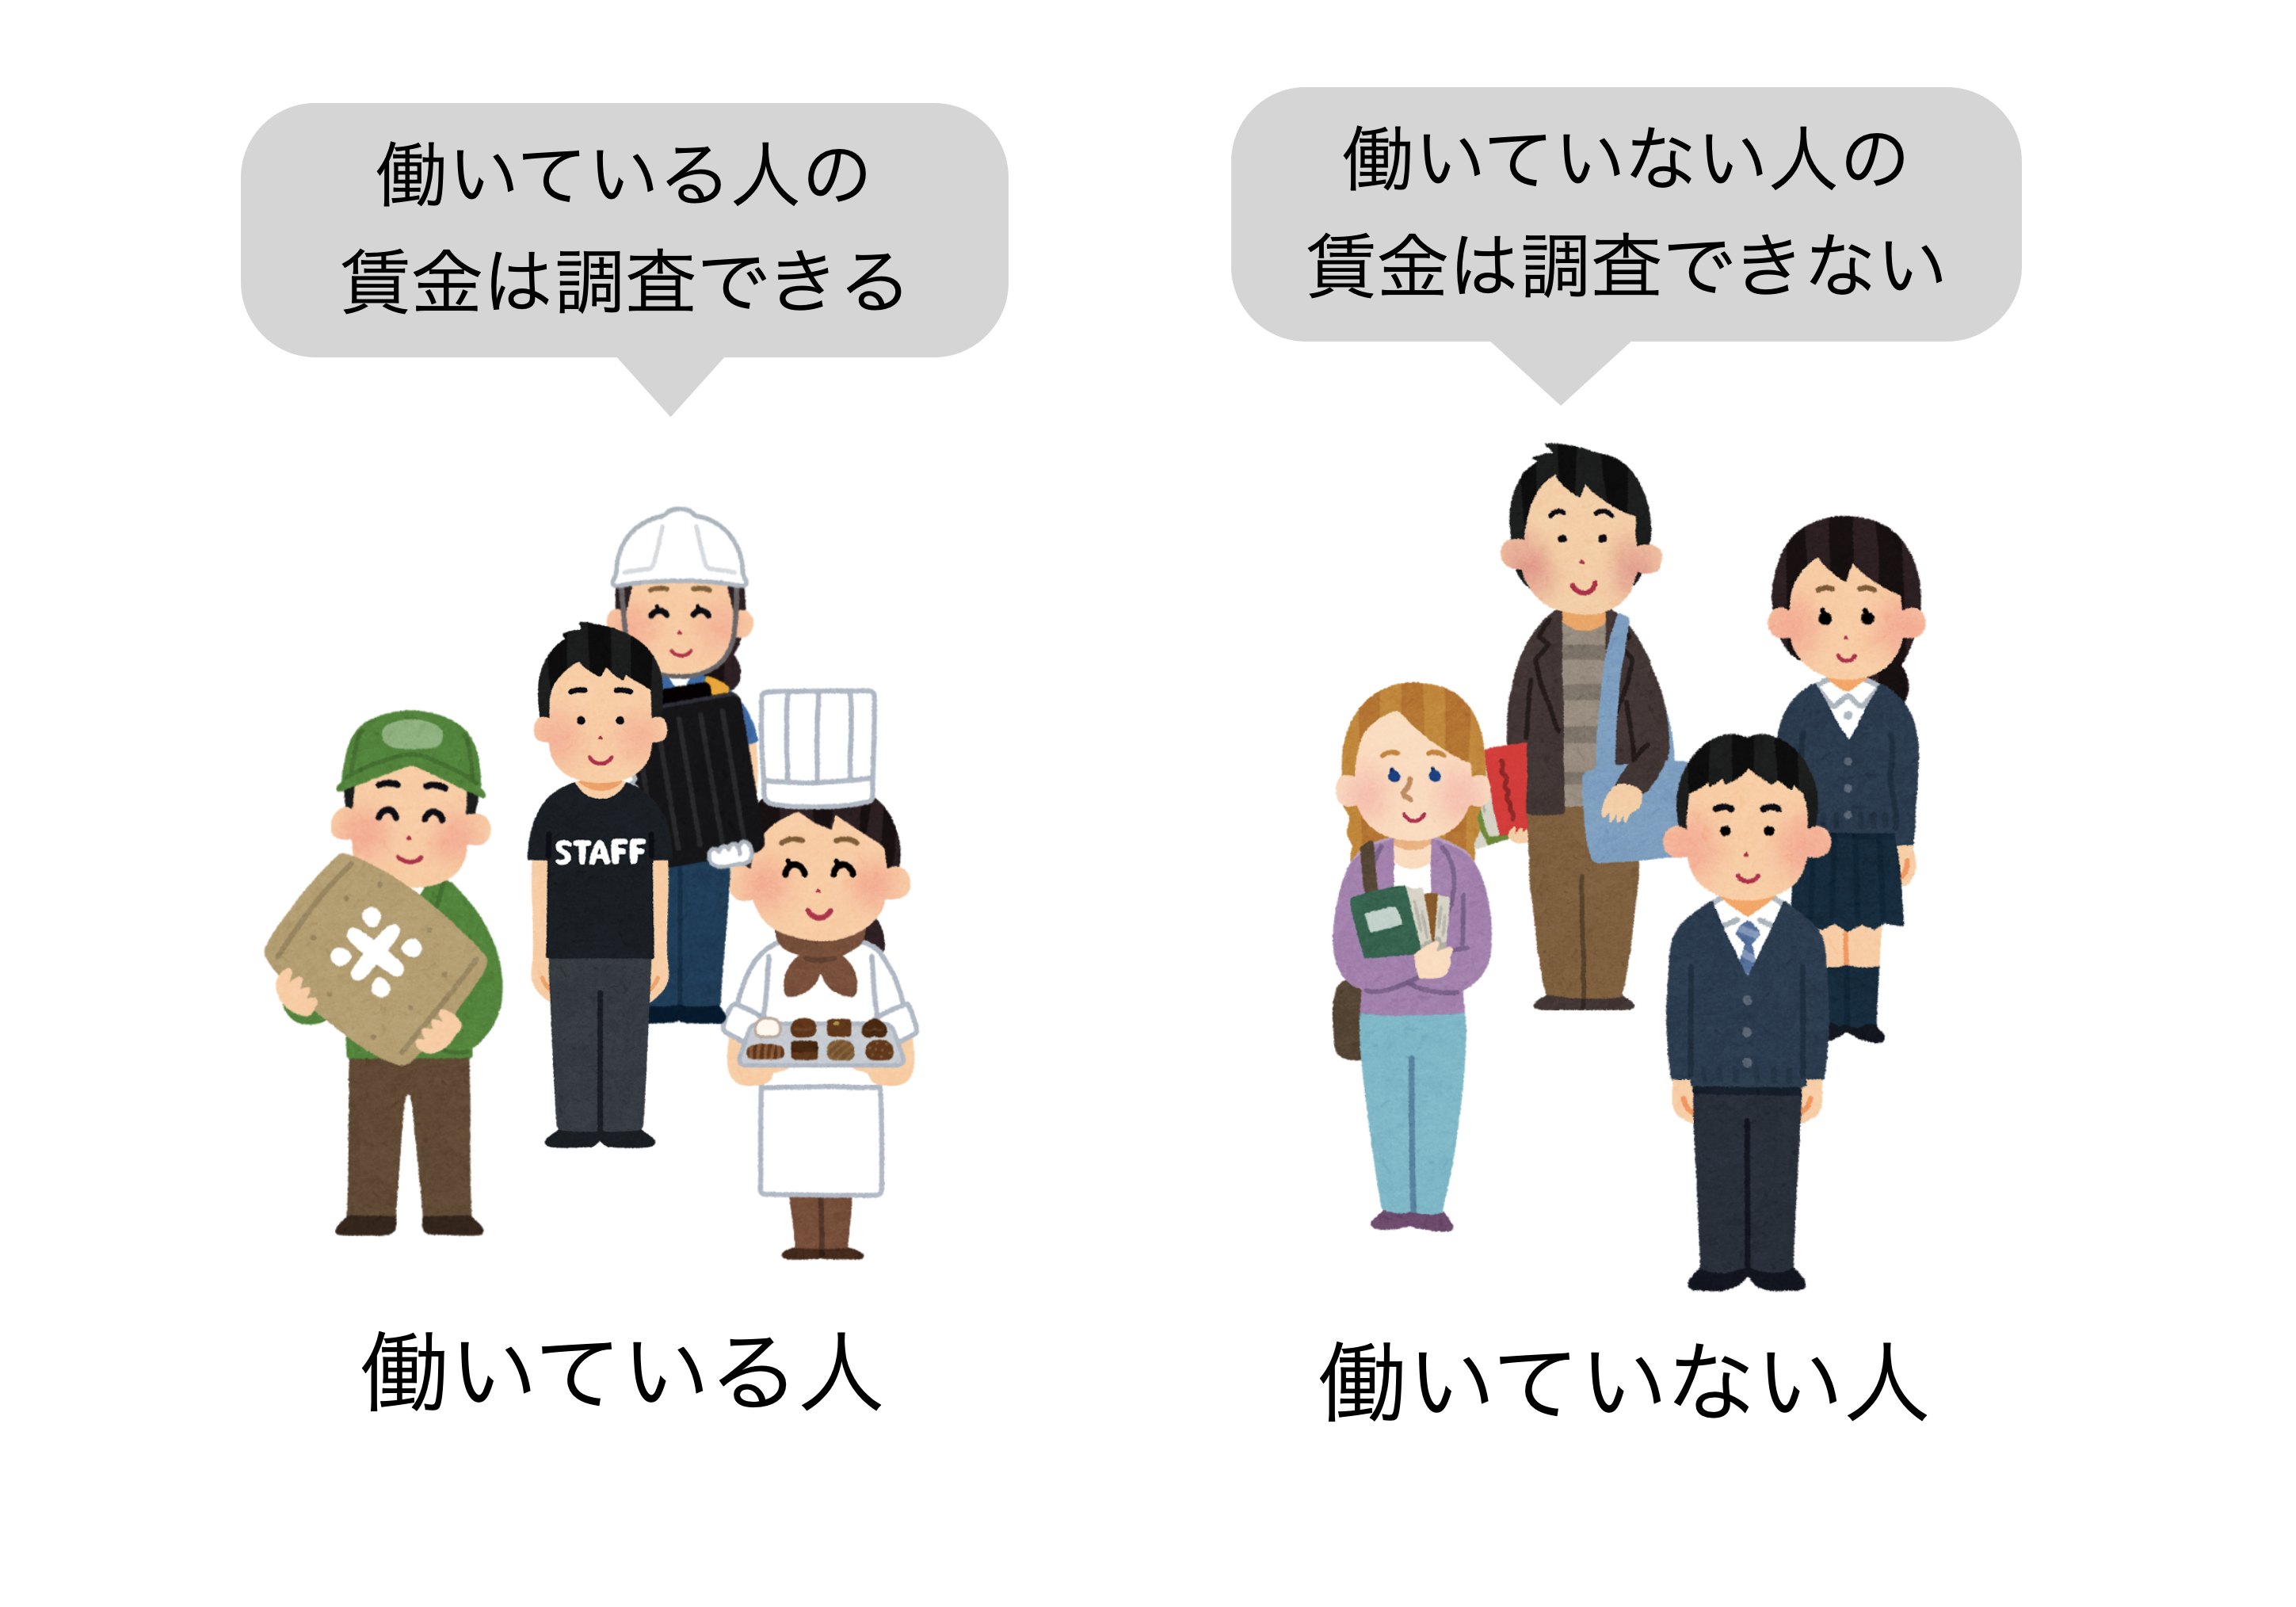 働いている人の
賃金は調査できる
働いていない人の
賃金は調査できない
STAFF
米
働いている人
働いていない人